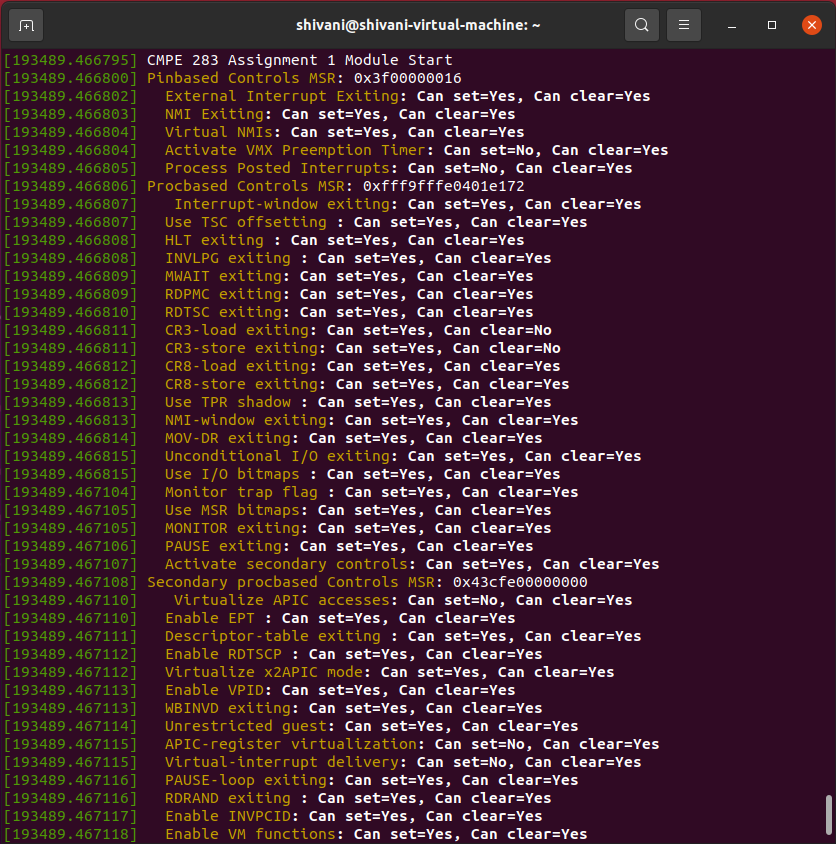 shivani@shivani-virtual-machine: ~
[193489.466795] CMPE 283 Assignment 1 Module Start
[193489.466800] Pinbased Controls MSR: 0x3f00000016
[193489.466802]   External Interrupt Exiting: Can set=Yes, Can clear=Yes
[193489.466803]   NMI Exiting: Can set=Yes, Can clear=Yes
[193489.466804]   Virtual NMIs: Can set=Yes, Can clear=Yes
[193489.466804]   Activate VMX Preemption Timer: Can set=No, Can clear=Yes
[193489.466805]   Process Posted Interrupts: Can set=No, Can clear=Yes
[193489.466806] Procbased Controls MSR: 0xfff9fffe0401e172
[193489.466807]    Interrupt-window exiting: Can set=Yes, Can clear=Yes
[193489.466807]   Use TSC offsetting : Can set=Yes, Can clear=Yes
[193489.466808]   HLT exiting : Can set=Yes, Can clear=Yes
[193489.466808]   INVLPG exiting : Can set=Yes, Can clear=Yes
[193489.466809]   MWAIT exiting: Can set=Yes, Can clear=Yes
[193489.466809]   RDPMC exiting: Can set=Yes, Can clear=Yes
[193489.466810]   RDTSC exiting: Can set=Yes, Can clear=Yes
[193489.466811]   CR3-load exiting: Can set=Yes, Can clear=No
[193489.466811]   CR3-store exiting: Can set=Yes, Can clear=No
[193489.466812]   CR8-load exiting: Can set=Yes, Can clear=Yes
[193489.466812]   CR8-store exiting: Can set=Yes, Can clear=Yes
[193489.466813]   Use TPR shadow : Can set=Yes, Can clear=Yes
[193489.466813]   NMI-window exiting: Can set=Yes, Can clear=Yes
[193489.466814]   MOV-DR exiting: Can set=Yes, Can clear=Yes
[193489.466815]   Unconditional I/O exiting: Can set=Yes, Can clear=Yes
[193489.466815]   Use I/O bitmaps : Can set=Yes, Can clear=Yes
[193489.467104]   Monitor trap flag : Can set=Yes, Can clear=Yes
[193489.467105]   Use MSR bitmaps: Can set=Yes, Can clear=Yes
[193489.467105]   MONITOR exiting: Can set=Yes, Can clear=Yes
[193489.467106]   PAUSE exiting: Can set=Yes, Can clear=Yes
[193489.467107]   Activate secondary controls: Can set=Yes, Can clear=Yes
[193489.467108] Secondary procbased Controls MSR: 0x43cfe00000000
[193489.467110]    Virtualize APIC accesses: Can set=No, Can clear=Yes
[193489.467110]   Enable EPT : Can set=Yes, Can clear=Yes
[193489.467111]   Descriptor-table exiting : Can set=Yes, Can clear=Yes
[193489.467112]   Enable RDTSCP : Can set=Yes, Can clear=Yes
[193489.467112]   Virtualize x2APIC mode: Can set=Yes, Can clear=Yes
[193489.467113]   Enable VPID: Can set=Yes, Can clear=Yes
[193489.467113]   WBINVD exiting: Can set=Yes, Can clear=Yes
[193489.467114]   Unrestricted guest: Can set=Yes, Can clear=Yes
[193489.467115]   APIC-register virtualization: Can set=No, Can clear=Yes
[193489.467115]   Virtual-interrupt delivery: Can set=No, Can clear=Yes
[193489.467116]   PAUSE-loop exiting: Can set=Yes, Can clear=Yes
[193489.467116]   RDRAND exiting : Can set=Yes, Can clear=Yes
[193489.467117]   Enable INVPCID: Can set=Yes, Can clear=Yes
[193489.467118]   Enable VM functions: Can set=Yes, Can clear=Yes